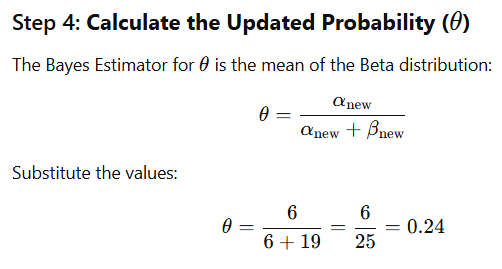 Step 4: Calculate the Updated Probability (θ)
The Bayes Estimator for θ is the mean of the Beta distribution:
θ = α_new / (α_new + β_new)
Substitute the values:
θ = 6 / (6 + 19) = 6 / 25 = 0.24